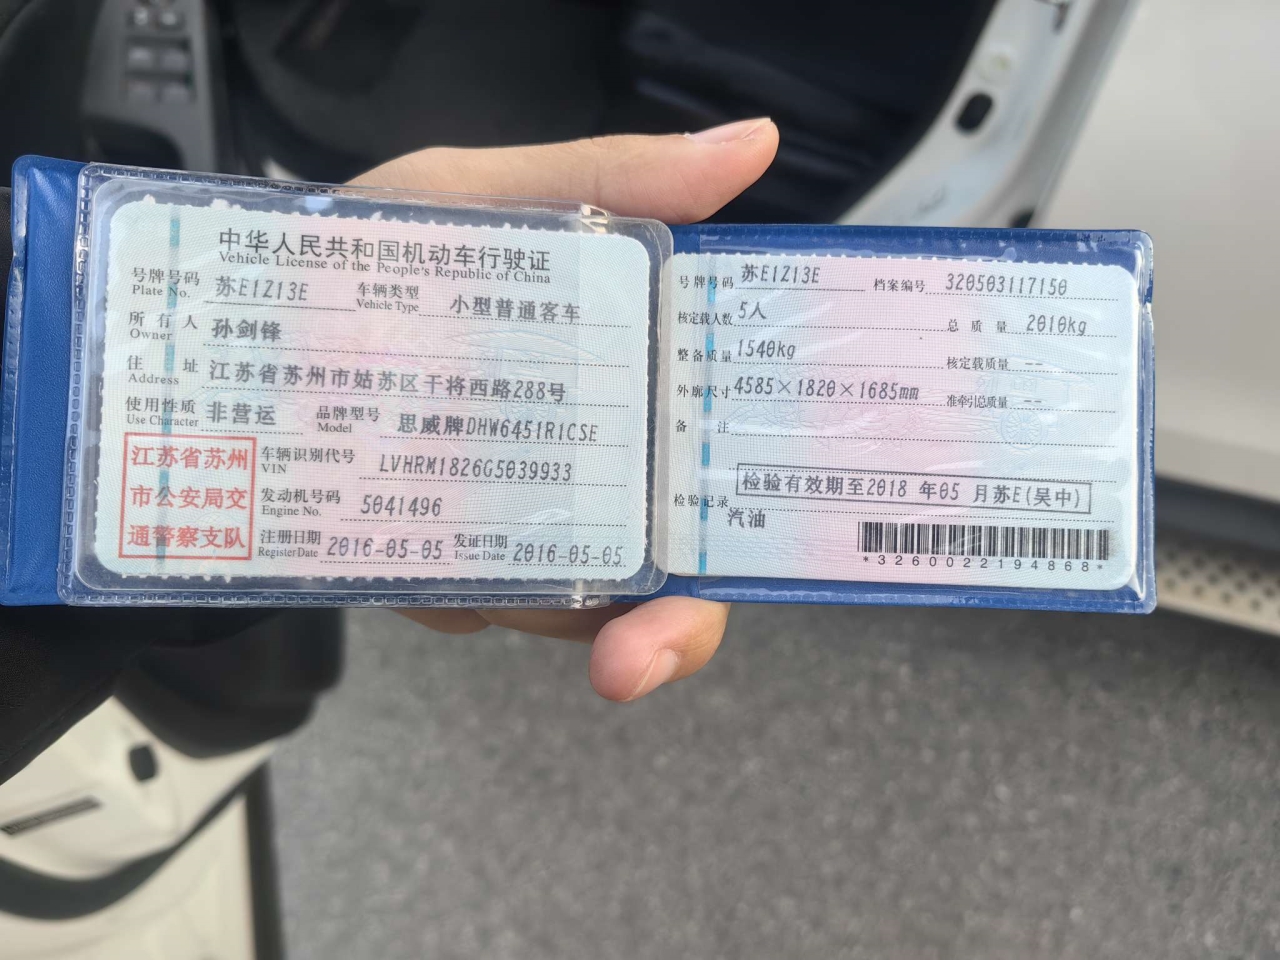 中华人民共和国机动车行驶证
Vehicle License of the People's Republic of China
号牌号码 苏E1Z13E 车辆类型 小型普通客车
Plate No. Vehicle Type
所有人 孙剑锋
Owner
住址 江苏省苏州市姑苏区干将西路288号
Address
使用性质 非营运 品牌型号 思威牌DHW6451R1CSE
Use Character Model
江苏省苏州
市公安局交
通警察支队
车辆识别代号 LVHRM1826G5039933
VIN
发动机号码 5041496
Engine No.
注册日期 2016-05-05 发证日期 2016-05-05
Register Date Issue Date
号牌号码 苏E1Z13E 档案编号 320503117150
核定载人数 5人 总质量 2010kg
整备质量 1540kg 核定载质量 --
外廓尺寸 4585×1820×1685mm 准牵引总质量 --
备注
检验记录 检验有效期至2018 年05 月苏E(吴中)
汽油
*3260022194868*